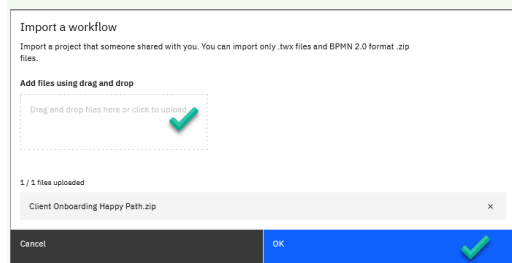 Import a workflow
Import a project that someone shared with you. You can import only .twx files and BPMN 2.0 format .zip
files.
Add files using drag and drop
Drag and drop files here or click to upload
1 / 1 files uploaded
Client Onboarding Happy Path.zip ×
Cancel OK